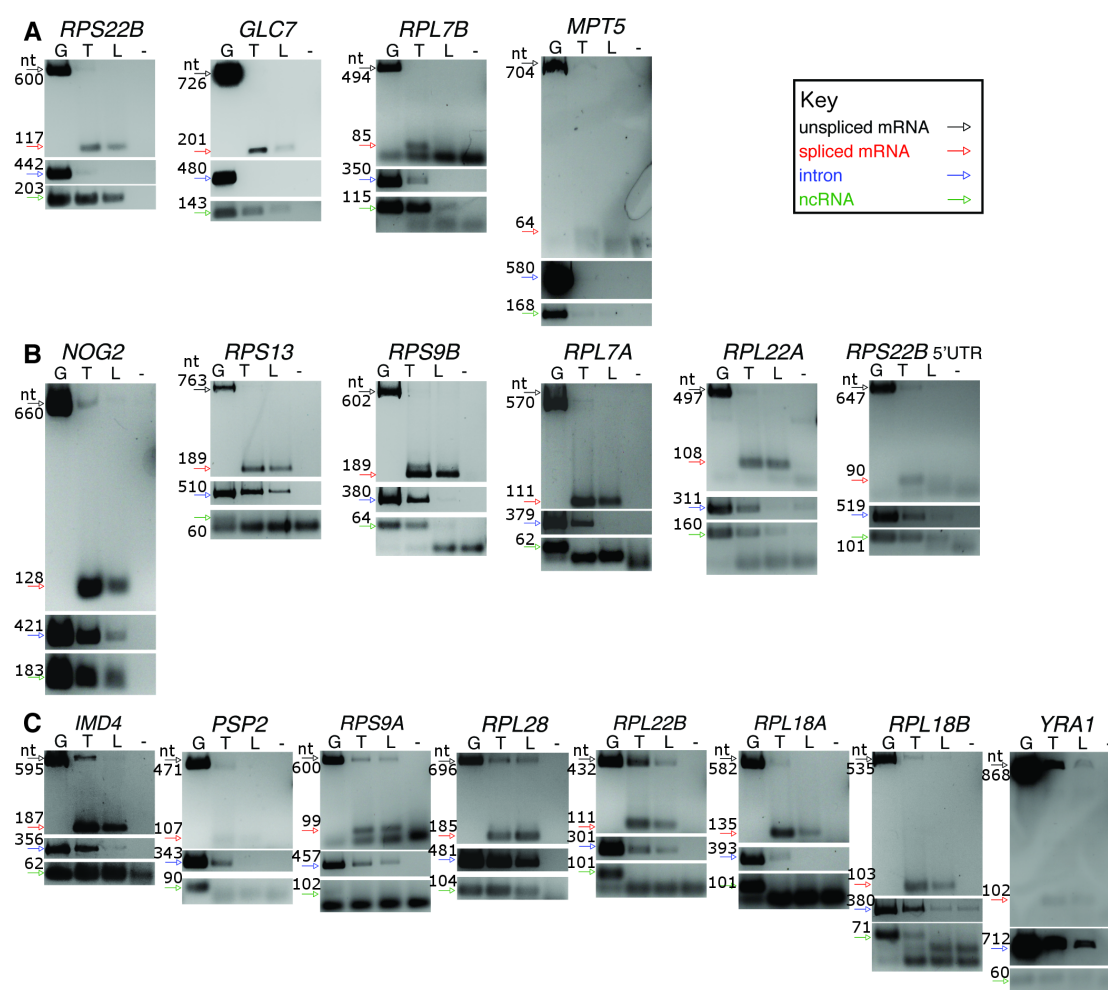 A
RPS22B
G T L -
nt
600
117
442
203
GLC7
G T L -
nt
726
201
480
143
RPL7B
G T L -
nt
494
85
350
115
MPT5
G T L -
nt
704
64
580
168
Key
unspliced mRNA
spliced mRNA
intron
ncRNA
B
NOG2
G T L -
nt
660
128
421
183
RPS13
G T L -
nt
763
189
510
60
RPS9B
G T L -
nt
602
189
380
64
RPL7A
G T L -
nt
570
111
379
62
RPL22A
G T L -
nt
497
108
311
160
RPS22B 5'UTR
G T L -
nt
647
90
519
101
C
IMD4
G T L -
nt
595
187
356
62
PSP2
G T L -
nt
471
107
343
90
RPS9A
G T L -
nt
600
99
457
102
RPL28
G T L -
nt
696
185
481
104
RPL22B
G T L -
nt
432
111
301
101
RPL18A
G T L -
nt
582
135
393
101
RPL18B
G T L -
nt
535
103
380
71
YRA1
G T L -
nt
868
102
712
60